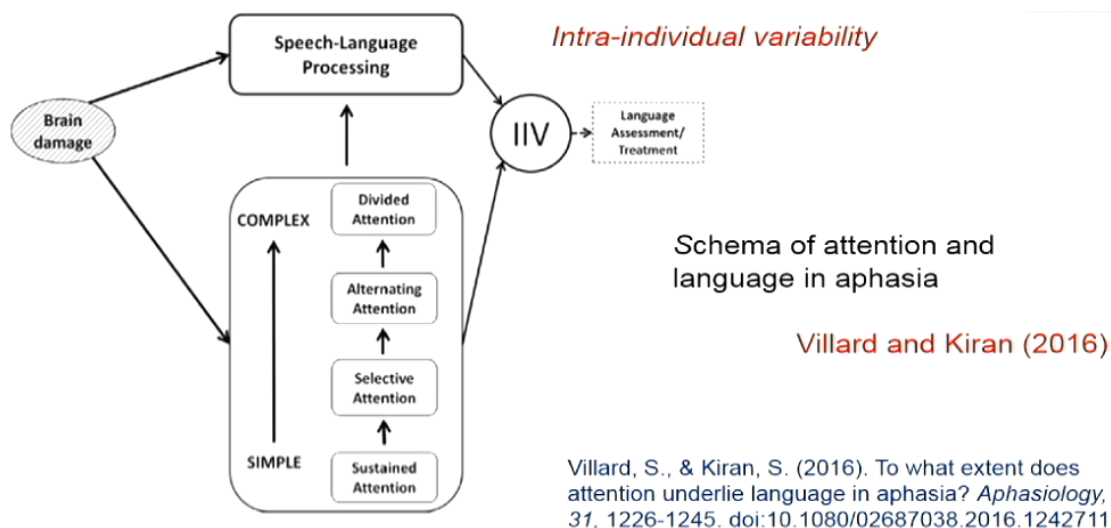 Speech-Language
Processing
Intra-individual variability
Brain
damage
IIV
Language
Assessment/
Treatment
COMPLEX
Divided
Attention
Alternating
Attention
Selective
Attention
SIMPLE
Sustained
Attention
Schema of attention and
language in aphasia
Villard and Kiran (2016)
Villard, S., & Kiran, S. (2016). To what extent does
attention underlie language in aphasia? Aphasiology,
31, 1226-1245. doi:10.1080/02687038.2016.1242711